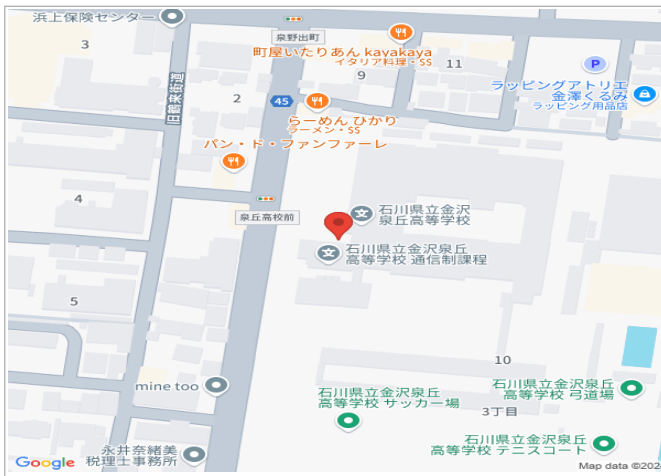 浜上保険センター
3
泉野出町
町屋いたりあん kayakaya
イタリア料理・SS
9
11
P
ラッピングアトリエ
金澤くるみ
ラッピング用品店
2
45
らーめん ひかり
ラーメン・SS
パン・ド・ファンファーレ
4
泉丘高校前
石川県立金沢
泉丘高等学校
文
石川県立金沢泉丘
高等学校 通信制課程
文
5
10
mine too
石川県立金沢泉丘
高等学校 サッカー場
3丁目
石川県立金沢泉丘
高等学校 弓道場
石川県立金沢泉丘
高等学校 テニスコート
永井奈緒美
税理士事務所
Google
Map data ©202